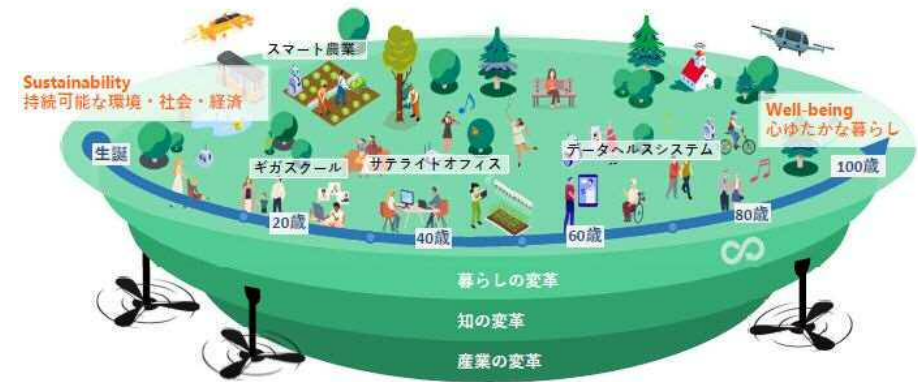 スマート農業
Sustainability
持続可能な環境・社会・経済
Well-being
心ゆたかな暮らし
生誕
ギガスクール
サテライトオフィス
データヘルスシステム
100歳
20歳
40歳
60歳
80歳
暮らしの変革
知の変革
産業の変革